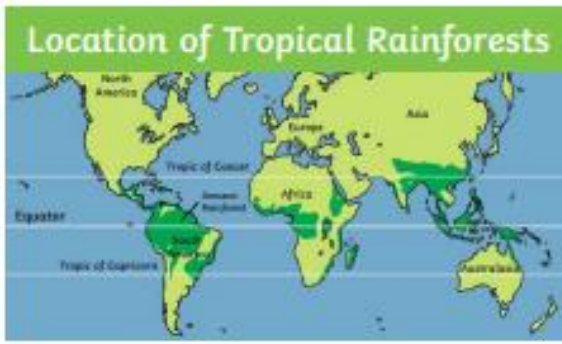 Location of Tropical Rainforests
North
America
Europe
Asia
Tropic of Cancer
Amazon
Rainforest
Africa
Equator
South
Tropic of Capricorn
Australasia